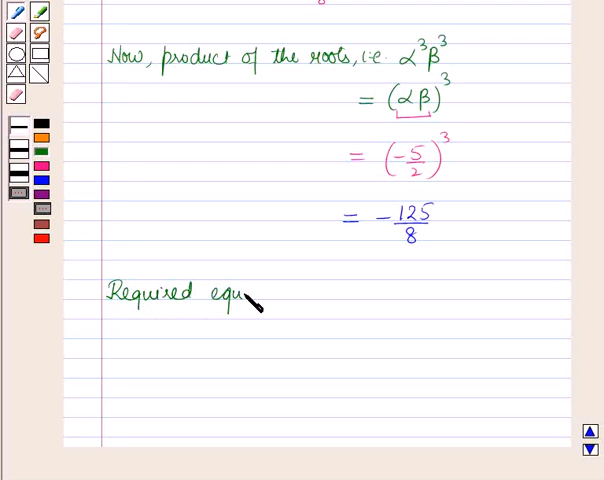 Now, product of the roots, i.e. α³β³
= (αβ)³
= (-5/2)³
= -125/8
Required equ